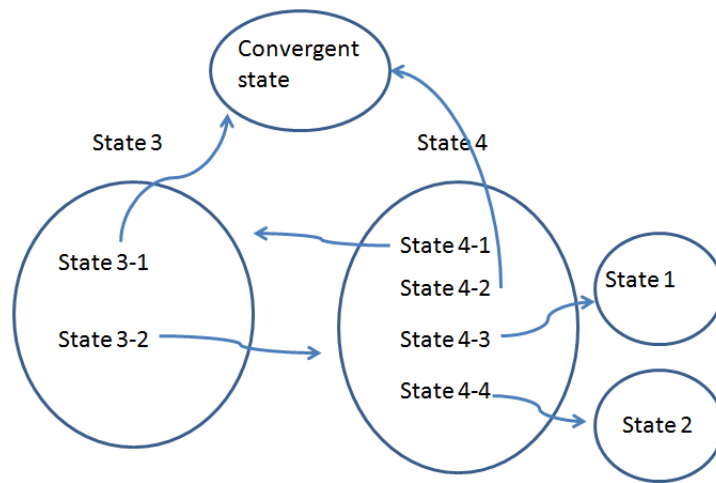 Convergent
state
State 3
State 4
State 3-1
State 3-2
State 4-1
State 4-2
State 4-3
State 4-4
State 1
State 2